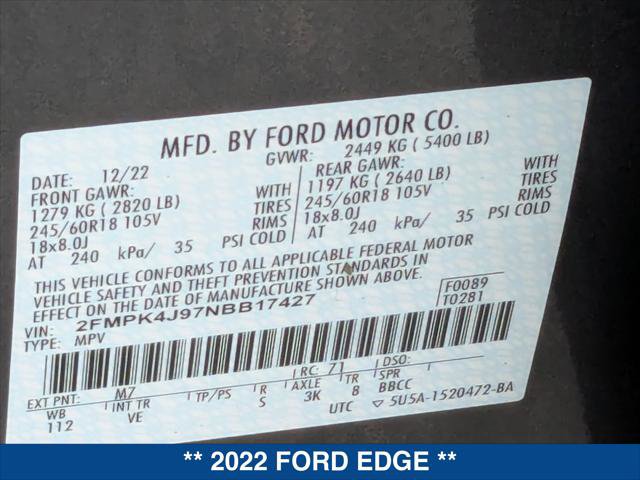 MFD. BY FORD MOTOR CO.
DATE: 12/22 GVWR: 2449 KG ( 5400 LB)
FRONT GAWR: REAR GAWR:
1279 KG ( 2820 LB) WITH 1197 KG ( 2640 LB) WITH
245/60R18 105V TIRES 245/60R18 105V TIRES
18x8.0J RIMS 18x8.0J RIMS
AT 240 kPa/ 35 PSI COLD AT 240 kPa/ 35 PSI COLD
THIS VEHICLE CONFORMS TO ALL APPLICABLE FEDERAL MOTOR
VEHICLE SAFETY AND THEFT PREVENTION STANDARDS IN
EFFECT ON THE DATE OF MANUFACTURE SHOWN ABOVE.
VIN: 2FMPK4J97NBB17427 F0089
TYPE: MPV T0281
EXT PNT: M7 RC: 71 DSO:
WB INT TR TP/PS R AXLE TR SPR
112 VE S 3K 8 BBCC
UTC ▽ 5U5A-1520472-BA
** 2022 FORD EDGE **